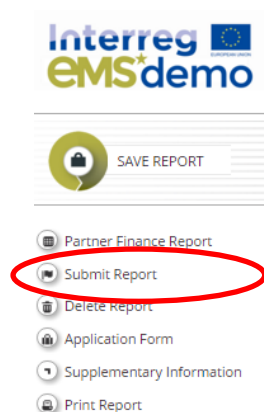 Interreg
EUROPEAN UNION
eMS demo
SAVE REPORT
Partner Finance Report
Submit Report
Delete Report
Application Form
Supplementary Information
Print Report